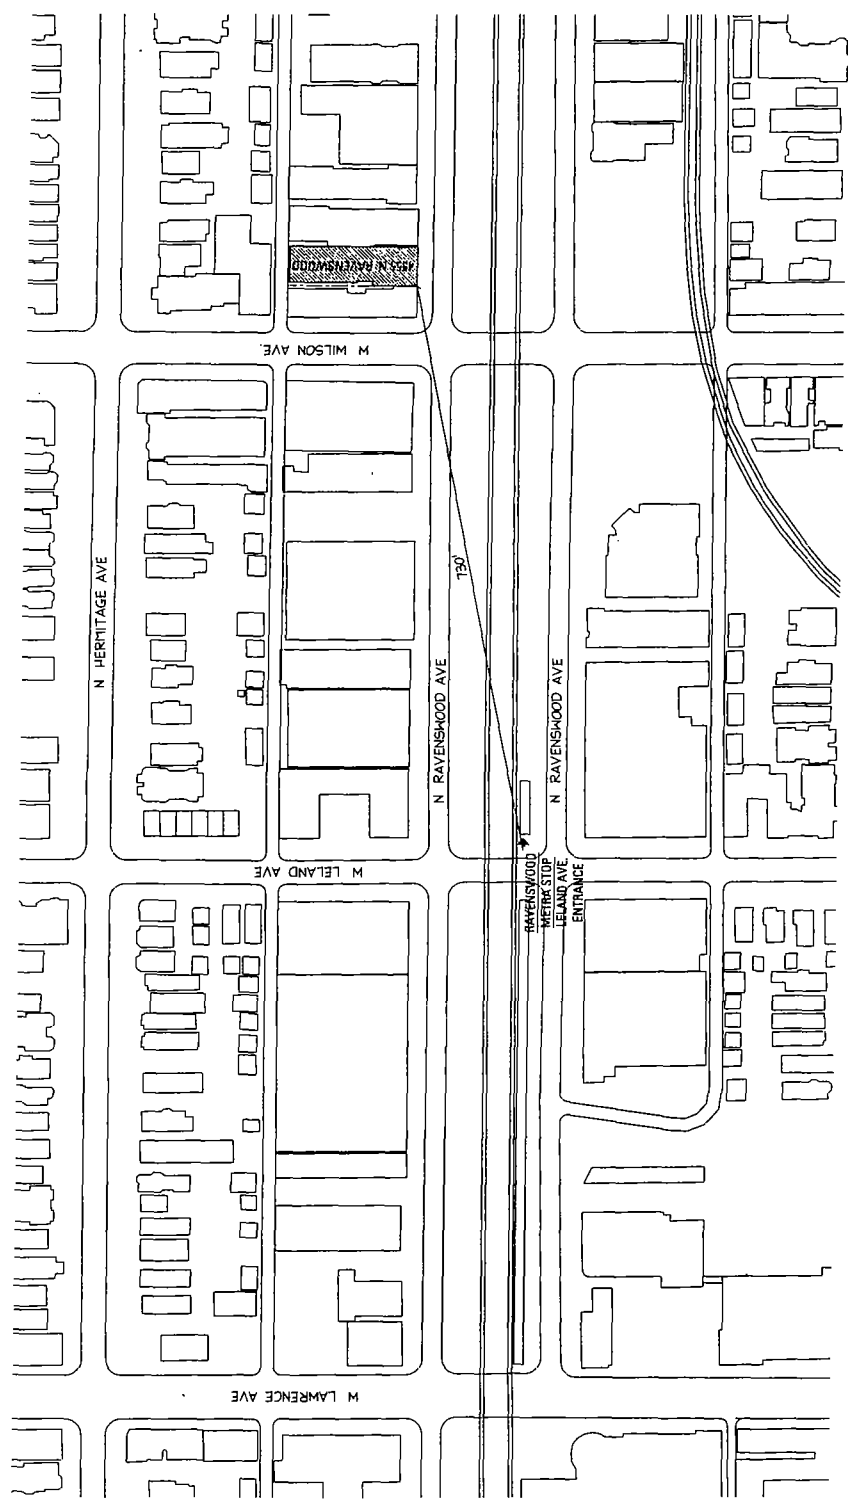 4555 N. RAVENSWOOD
W WILSON AVE.
N HERMITAGE AVE
730'
N RAVENSWOOD AVE
N RAVENSWOOD AVE
W LELAND AVE
RAVENSWOOD
METRA STOP
LELAND AVE.
ENTRANCE
W LAWRENCE AVE